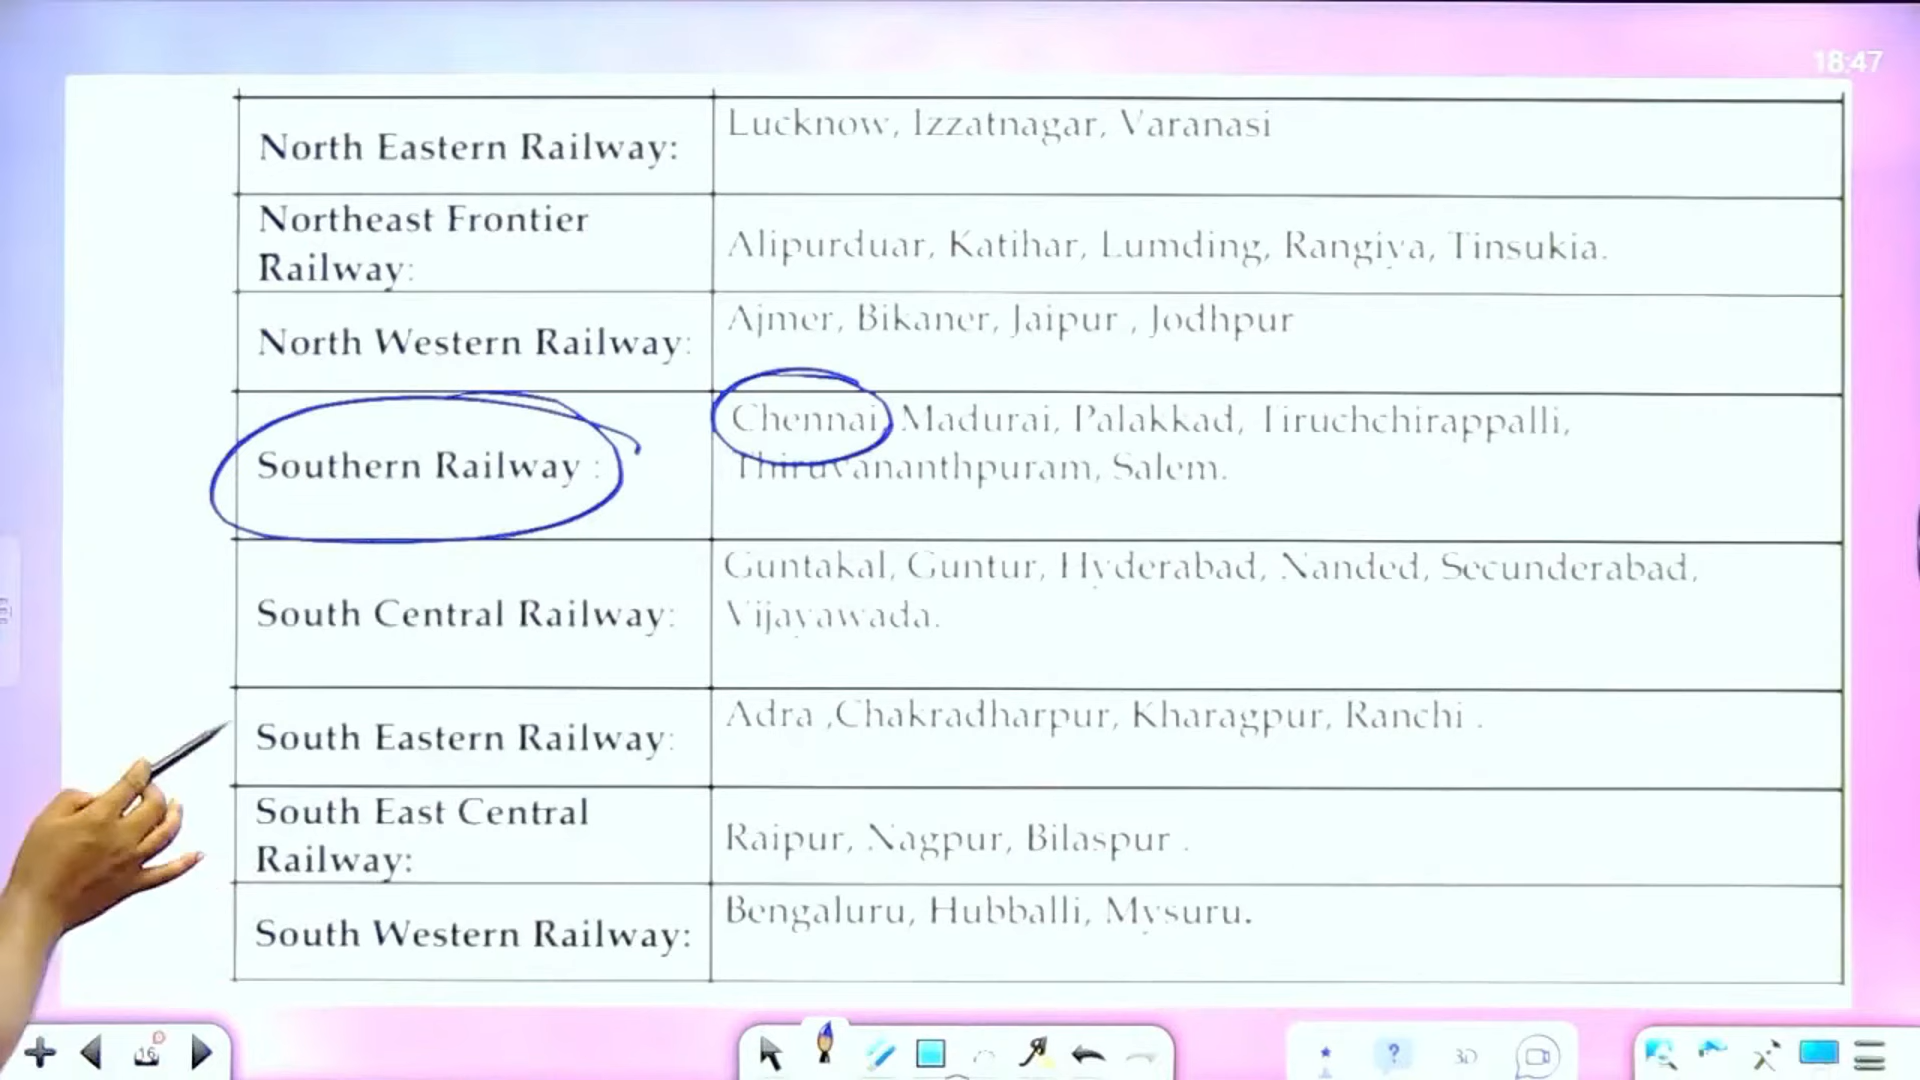 18:47
North Eastern Railway:
Lucknow, Izzatnagar, Varanasi
Northeast Frontier
Railway:
Alipurduar, Katihar, Lumding, Rangiya, Tinsukia.
North Western Railway:
Ajmer, Bikaner, Jaipur , Jodhpur
Southern Railway :
Chennai, Madurai, Palakkad, Tiruchchirappalli,
Thiruvananthpuram, Salem.
South Central Railway:
Guntakal, Guntur, Hyderabad, Nanded, Secunderabad,
Vijayawada.
South Eastern Railway:
Adra ,Chakradharpur, Kharagpur, Ranchi .
South East Central
Railway:
Raipur, Nagpur, Bilaspur .
South Western Railway:
Bengaluru, Hubballi, Mysuru.
16
?
3D